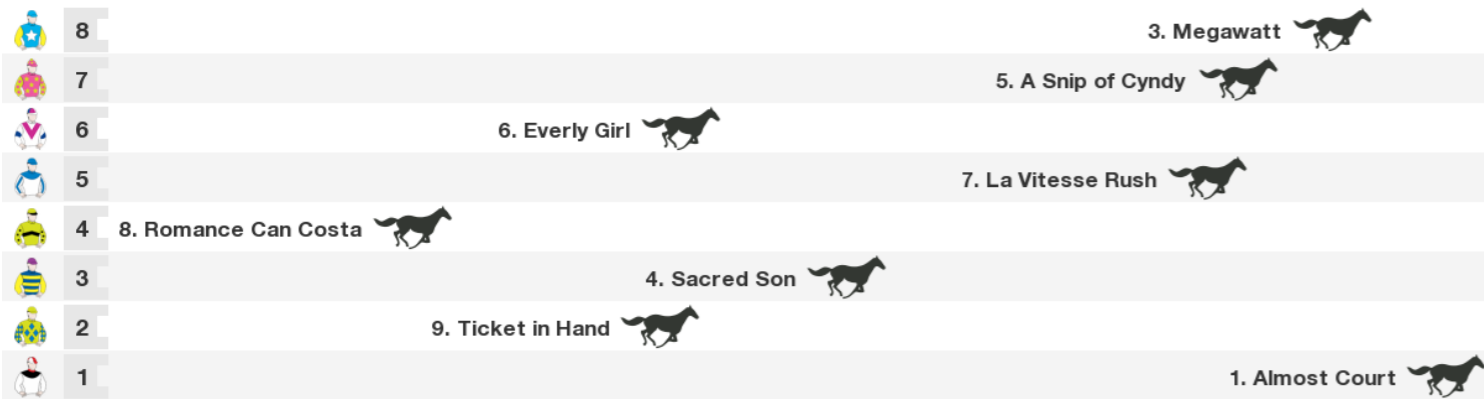 8 3. Megawatt
7 5. A Snip of Cyndy
6 6. Everly Girl
5 7. La Vitesse Rush
4 8. Romance Can Costa
3 4. Sacred Son
2 9. Ticket in Hand
1 1. Almost Court